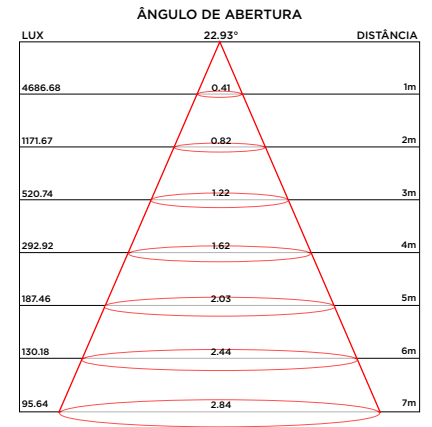 ÂNGULO DE ABERTURA
LUX 22.93° DISTÂNCIA
4686.68 0.41 1m
1171.67 0.82 2m
520.74 1.22 3m
292.92 1.62 4m
187.46 2.03 5m
130.18 2.44 6m
95.64 2.84 7m